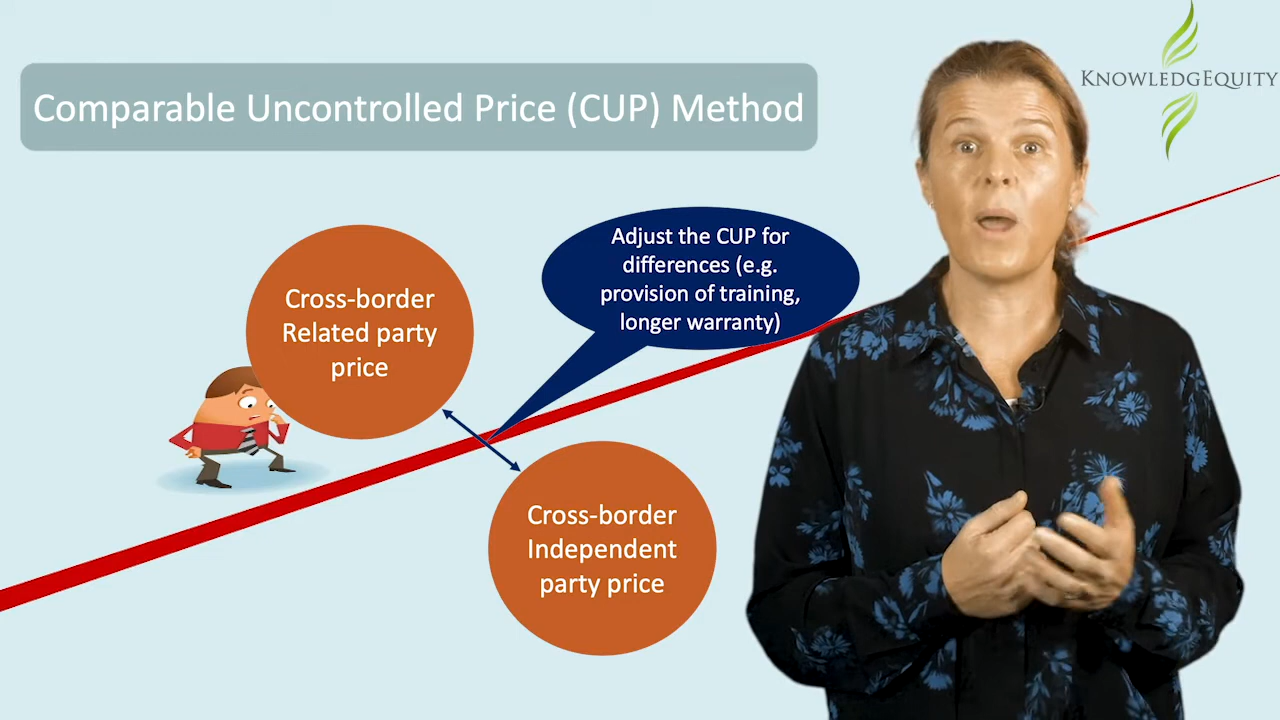 KNOWLEDGEQUITY
Comparable Uncontrolled Price (CUP) Method
Adjust the CUP for
differences (e.g.
provision of training,
longer warranty)
Cross-border
Related party
price
Cross-border
Independent
party price